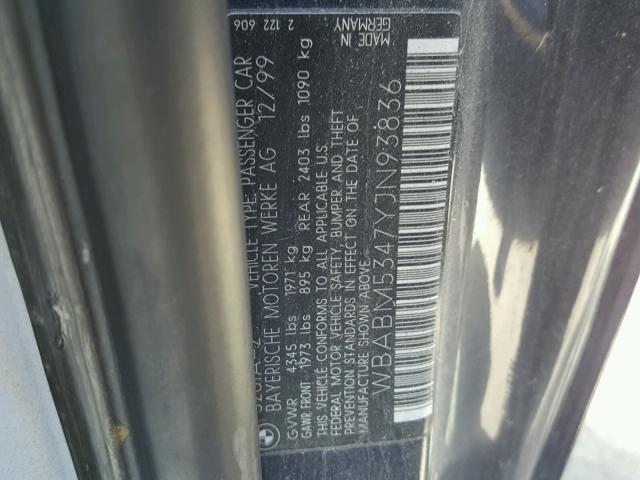 VEHICLE TYPE: PASSENGER CAR
BAYERISCHE MOTOREN WERKE AG 12/99
GVWR 4345 lbs 1971 kg
GAWR FRONT 1973 lbs 895 kg REAR 2403 lbs 1090 kg
THIS VEHICLE CONFORMS TO ALL APPLICABLE U.S.
FEDERAL MOTOR VEHICLE SAFETY, BUMPER AND THEFT
PREVENTION STANDARDS IN EFFECT ON THE DATE OF
MANUFACTURE SHOWN ABOVE.
WBABM5347YJN93836
2 122 606
MADE IN
GERMANY